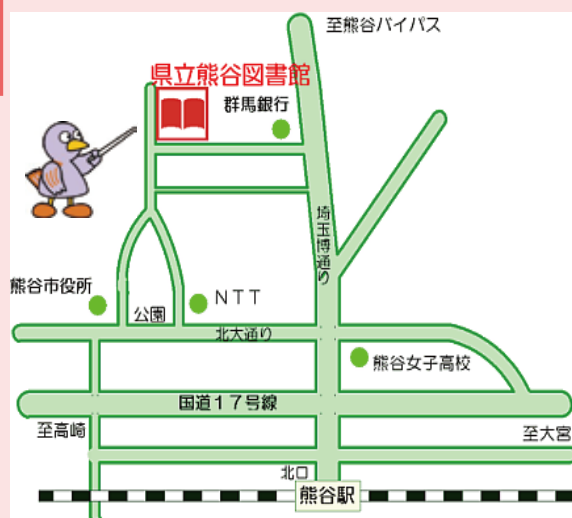 至熊谷バイパス
県立熊谷図書館
群馬銀行
埼玉博通り
熊谷市役所
ＮＴＴ
公園
北大通り
熊谷女子高校
国道１７号線
至高崎
至大宮
北口
熊谷駅